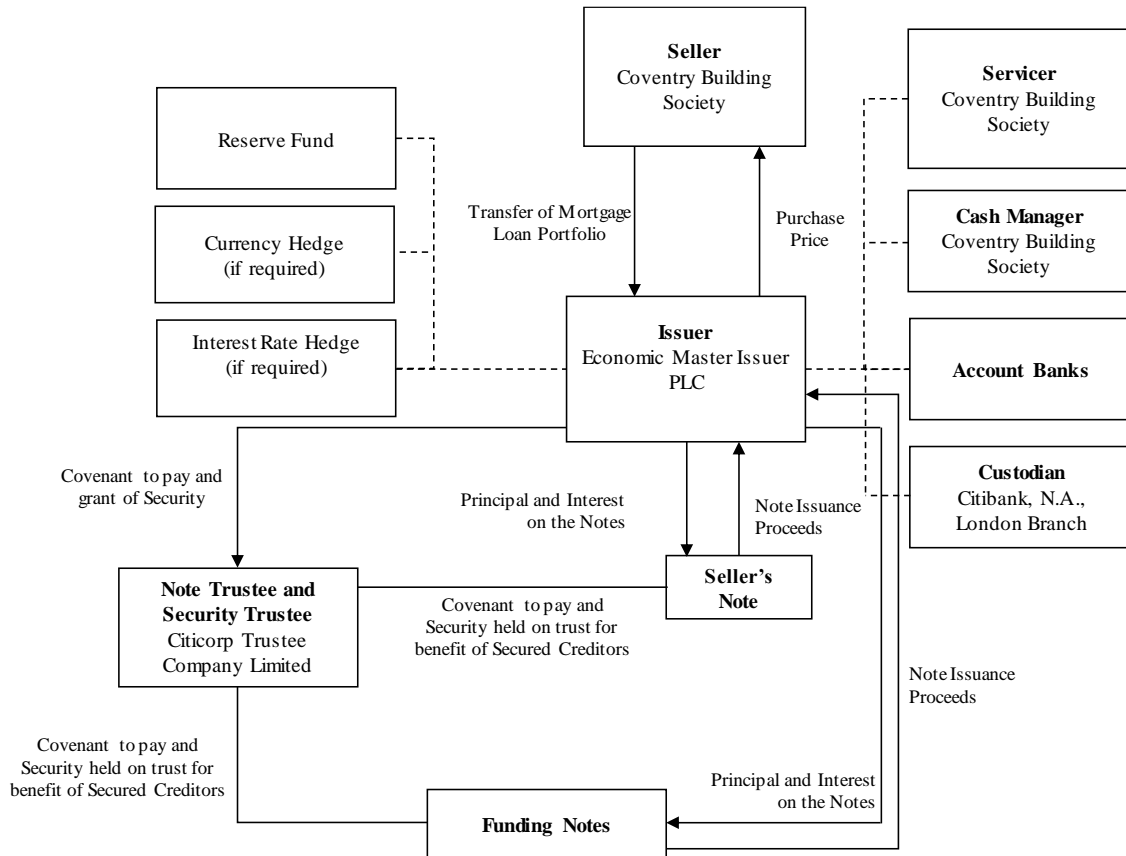 Seller
Coventry Building
Society
Servicer
Coventry Building
Society
Reserve Fund
Currency Hedge
(if required)
Transfer of Mortgage
Loan Portfolio
Purchase
Price
Cash Manager
Coventry Building
Society
Interest Rate Hedge
(if required)
Issuer
Economic Master Issuer
PLC
Account Banks
Covenant to pay and
grant of Security
Principal and Interest
on the Notes
Note Issuance
Proceeds
Custodian
Citibank, N.A.,
London Branch
Note Trustee and
Security Trustee
Citicorp Trustee
Company Limited
Seller's
Note
Covenant to pay and
Security held on trust for
benefit of Secured Creditors
Note Issuance
Proceeds
Covenant to pay and
Security held on trust for
benefit of Secured Creditors
Principal and Interest
on the Notes
Funding Notes